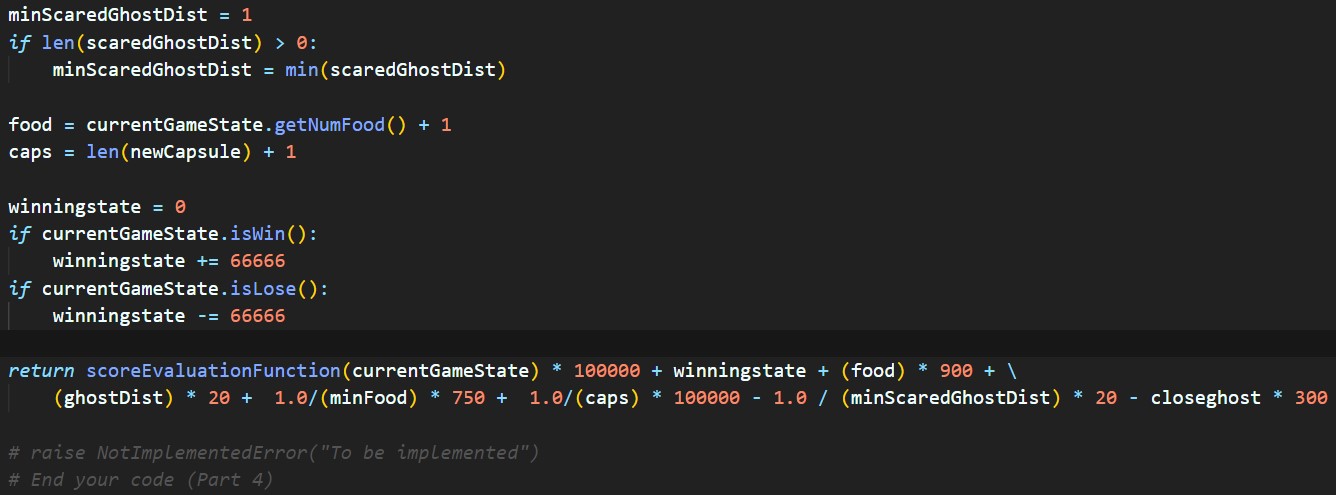 minScaredGhostDist = 1
if len(scaredGhostDist) > 0:
    minScaredGhostDist = min(scaredGhostDist)
food = currentGameState.getNumFood() + 1
caps = len(newCapsule) + 1
winningstate = 0
if currentGameState.isWin():
    winningstate += 66666
if currentGameState.isLose():
    winningstate -= 66666
return scoreEvaluationFunction(currentGameState) * 100000 + winningstate + (food) * 900 + \
    (ghostDist) * 20 +  1.0/(minFood) * 750 +  1.0/(caps) * 100000 - 1.0 / (minScaredGhostDist) * 20 - closeghost * 300
# raise NotImplementedError("To be implemented")
# End your code (Part 4)